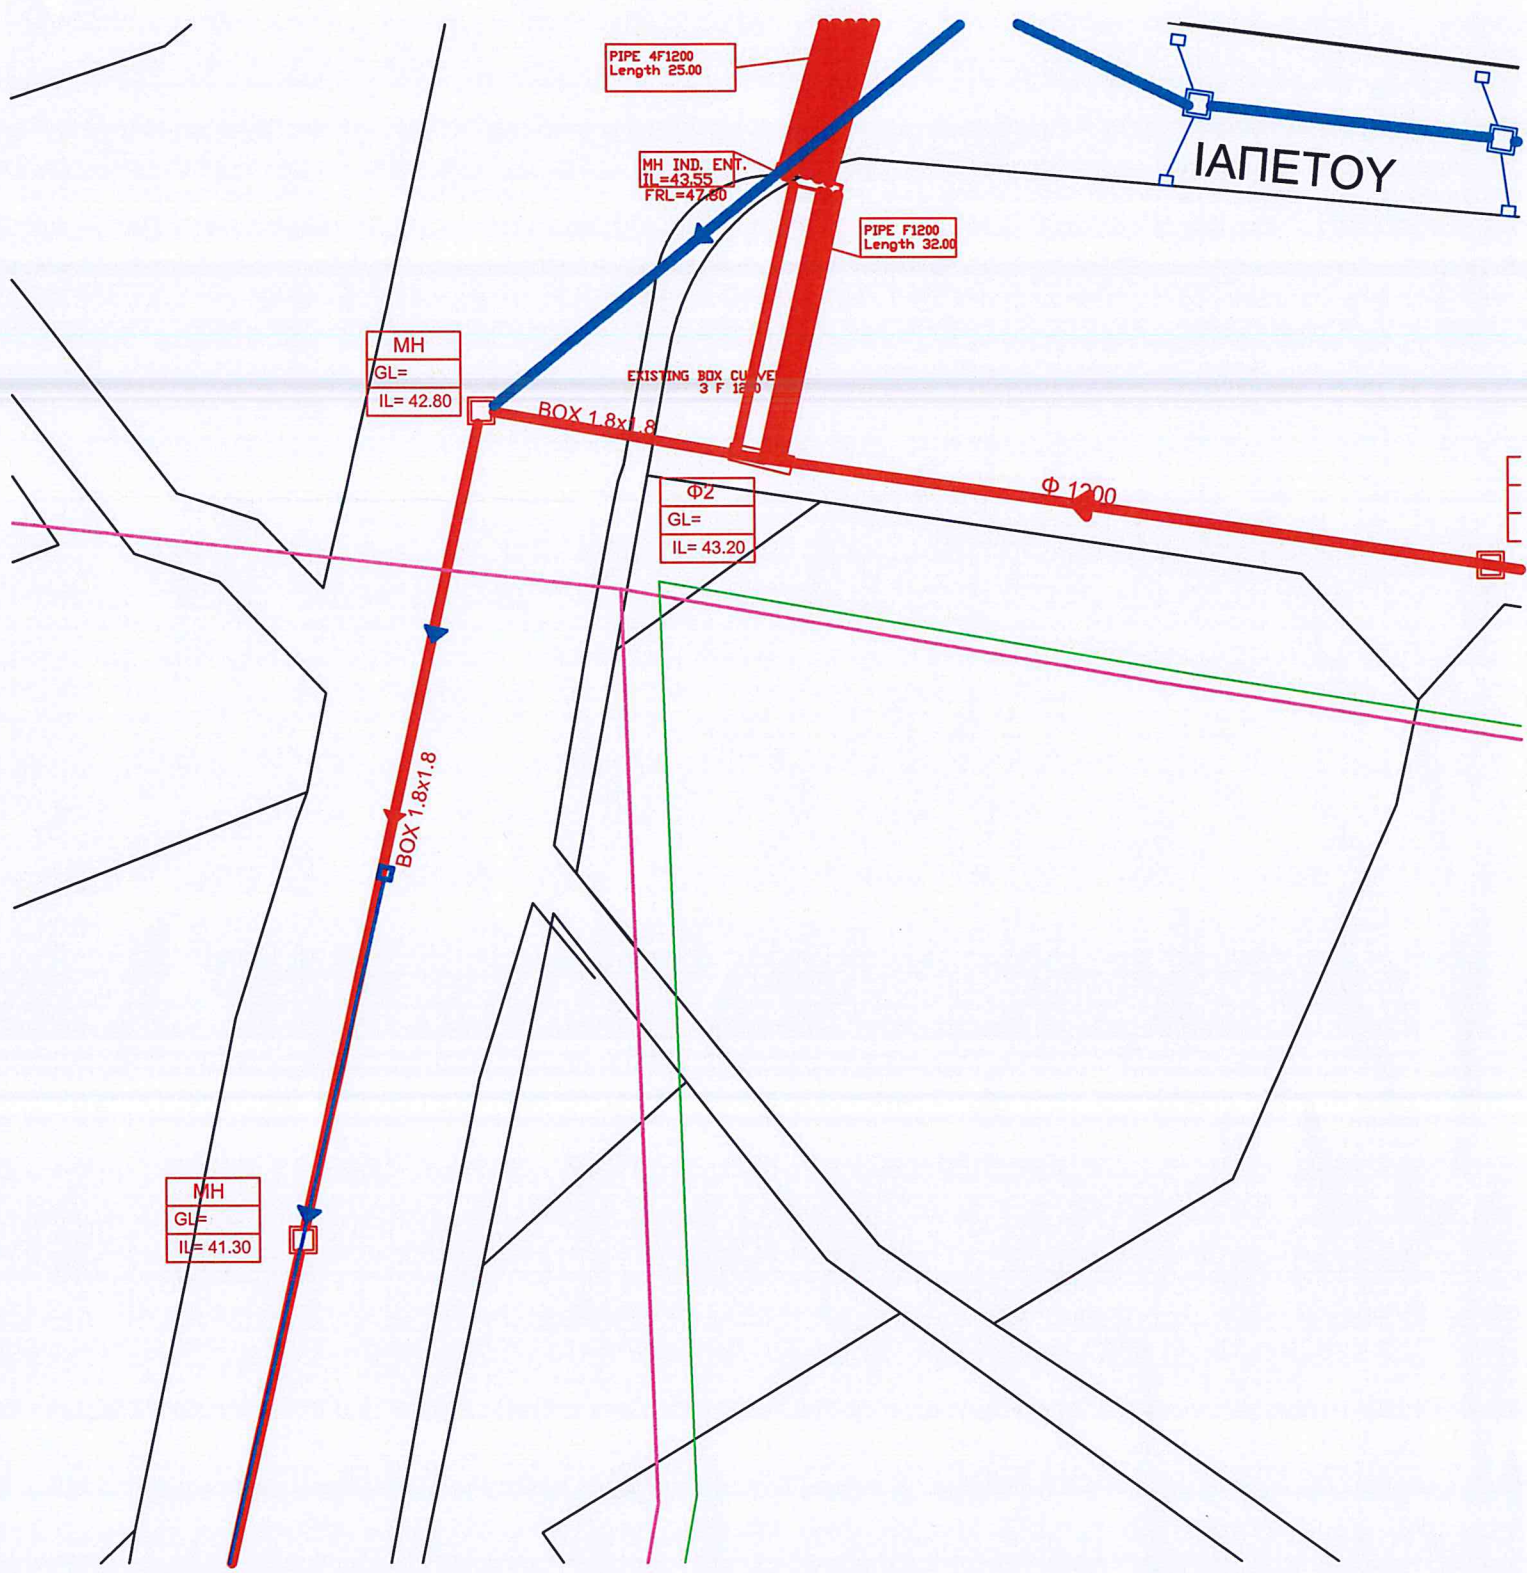 PIPE 4F1200
Length 25.00
ΙΑΠΕΤΟΥ
MH IND. ENT.
IL=43.55
FRL=47.80
PIPE F1200
Length 32.00
MH
GL=
IL= 42.80
EXISTING BOX
3 F
BOX 1.8x1.8
Φ 1200
Φ2
GL=
IL= 43.20
BOX 1.8x1.8
MH
GL=
IL= 41.30